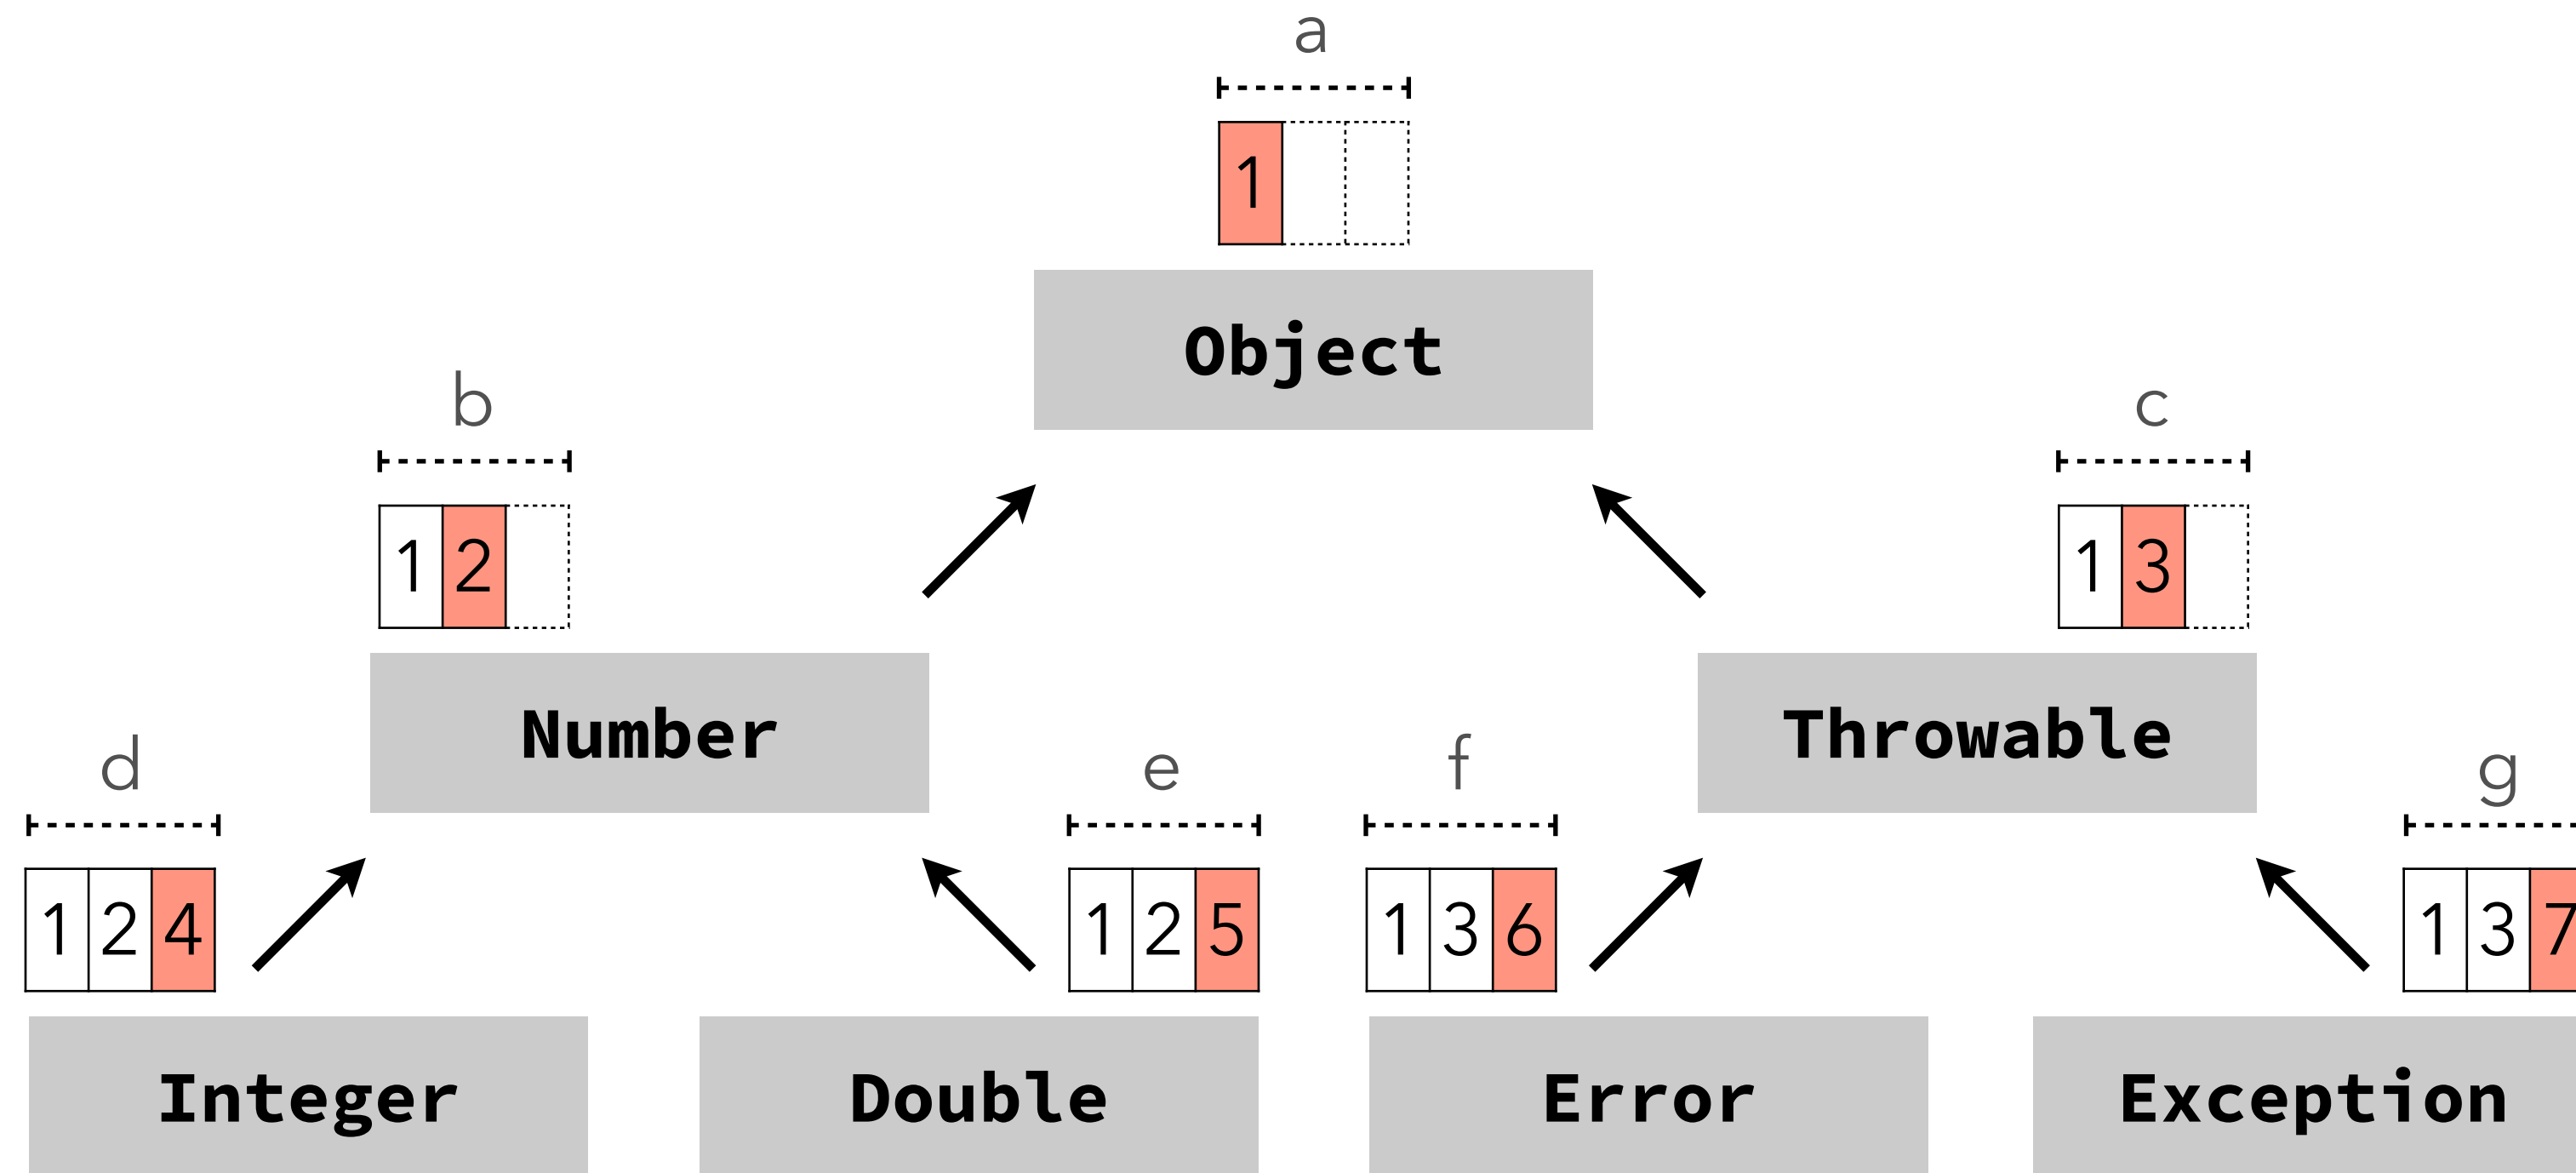 a
1
Object
b
c
1 2
1 3
Number
Throwable
d
e
f
g
1 2 4
1 2 5
1 3 6
1 3 7
Integer
Double
Error
Exception